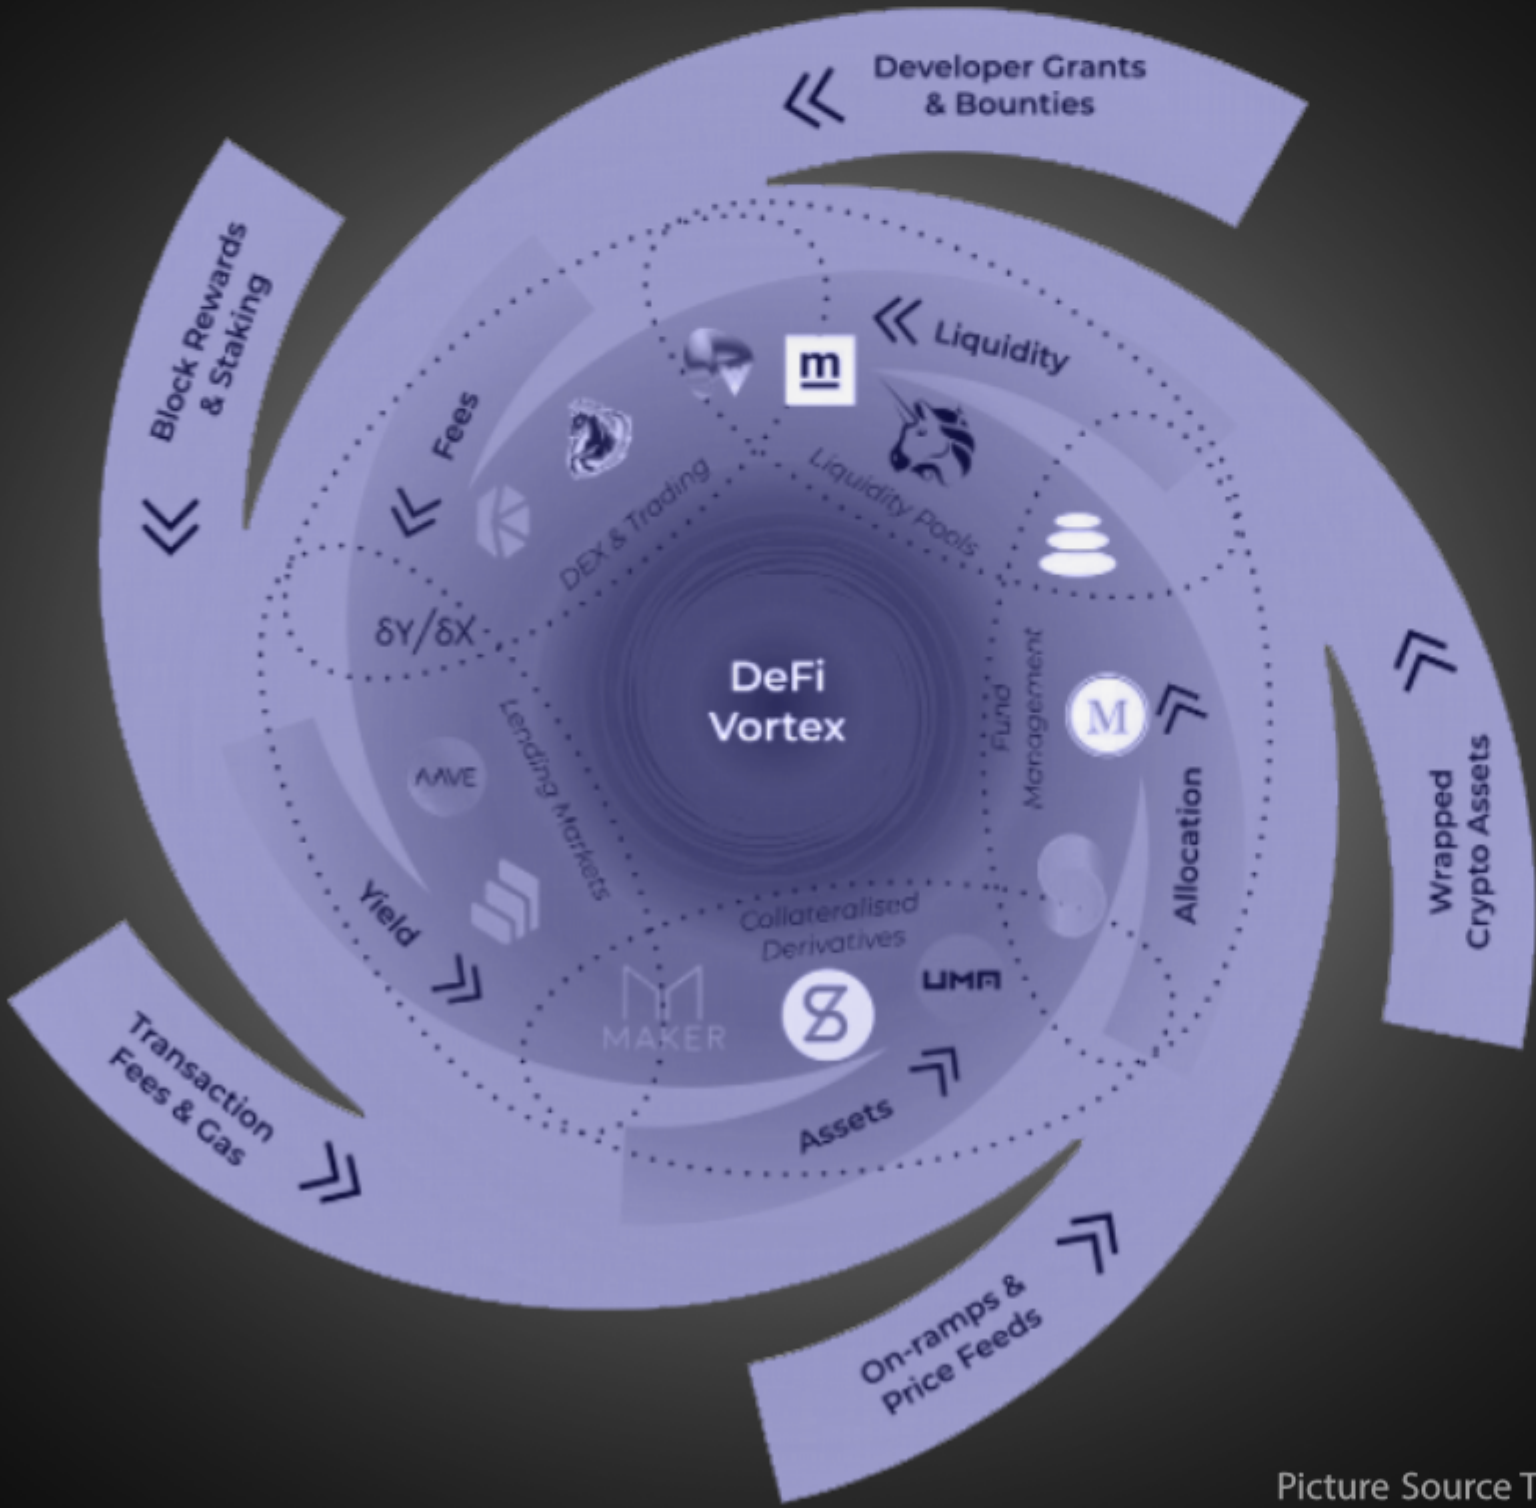 Developer Grants
& Bounties
Block Rewards
& Staking
Liquidity
m
Fees
DEX & Trading
Liquidity Pools
δY/δX
DeFi
Vortex
Fund
Management
M
Lending Markets
AAVE
Allocation
Wrapped
Crypto Assets
Yield
Collateralised
Derivatives
UMA
MAKER
Assets
Transaction
Fees & Gas
On-ramps &
Price Feeds
Picture Source T